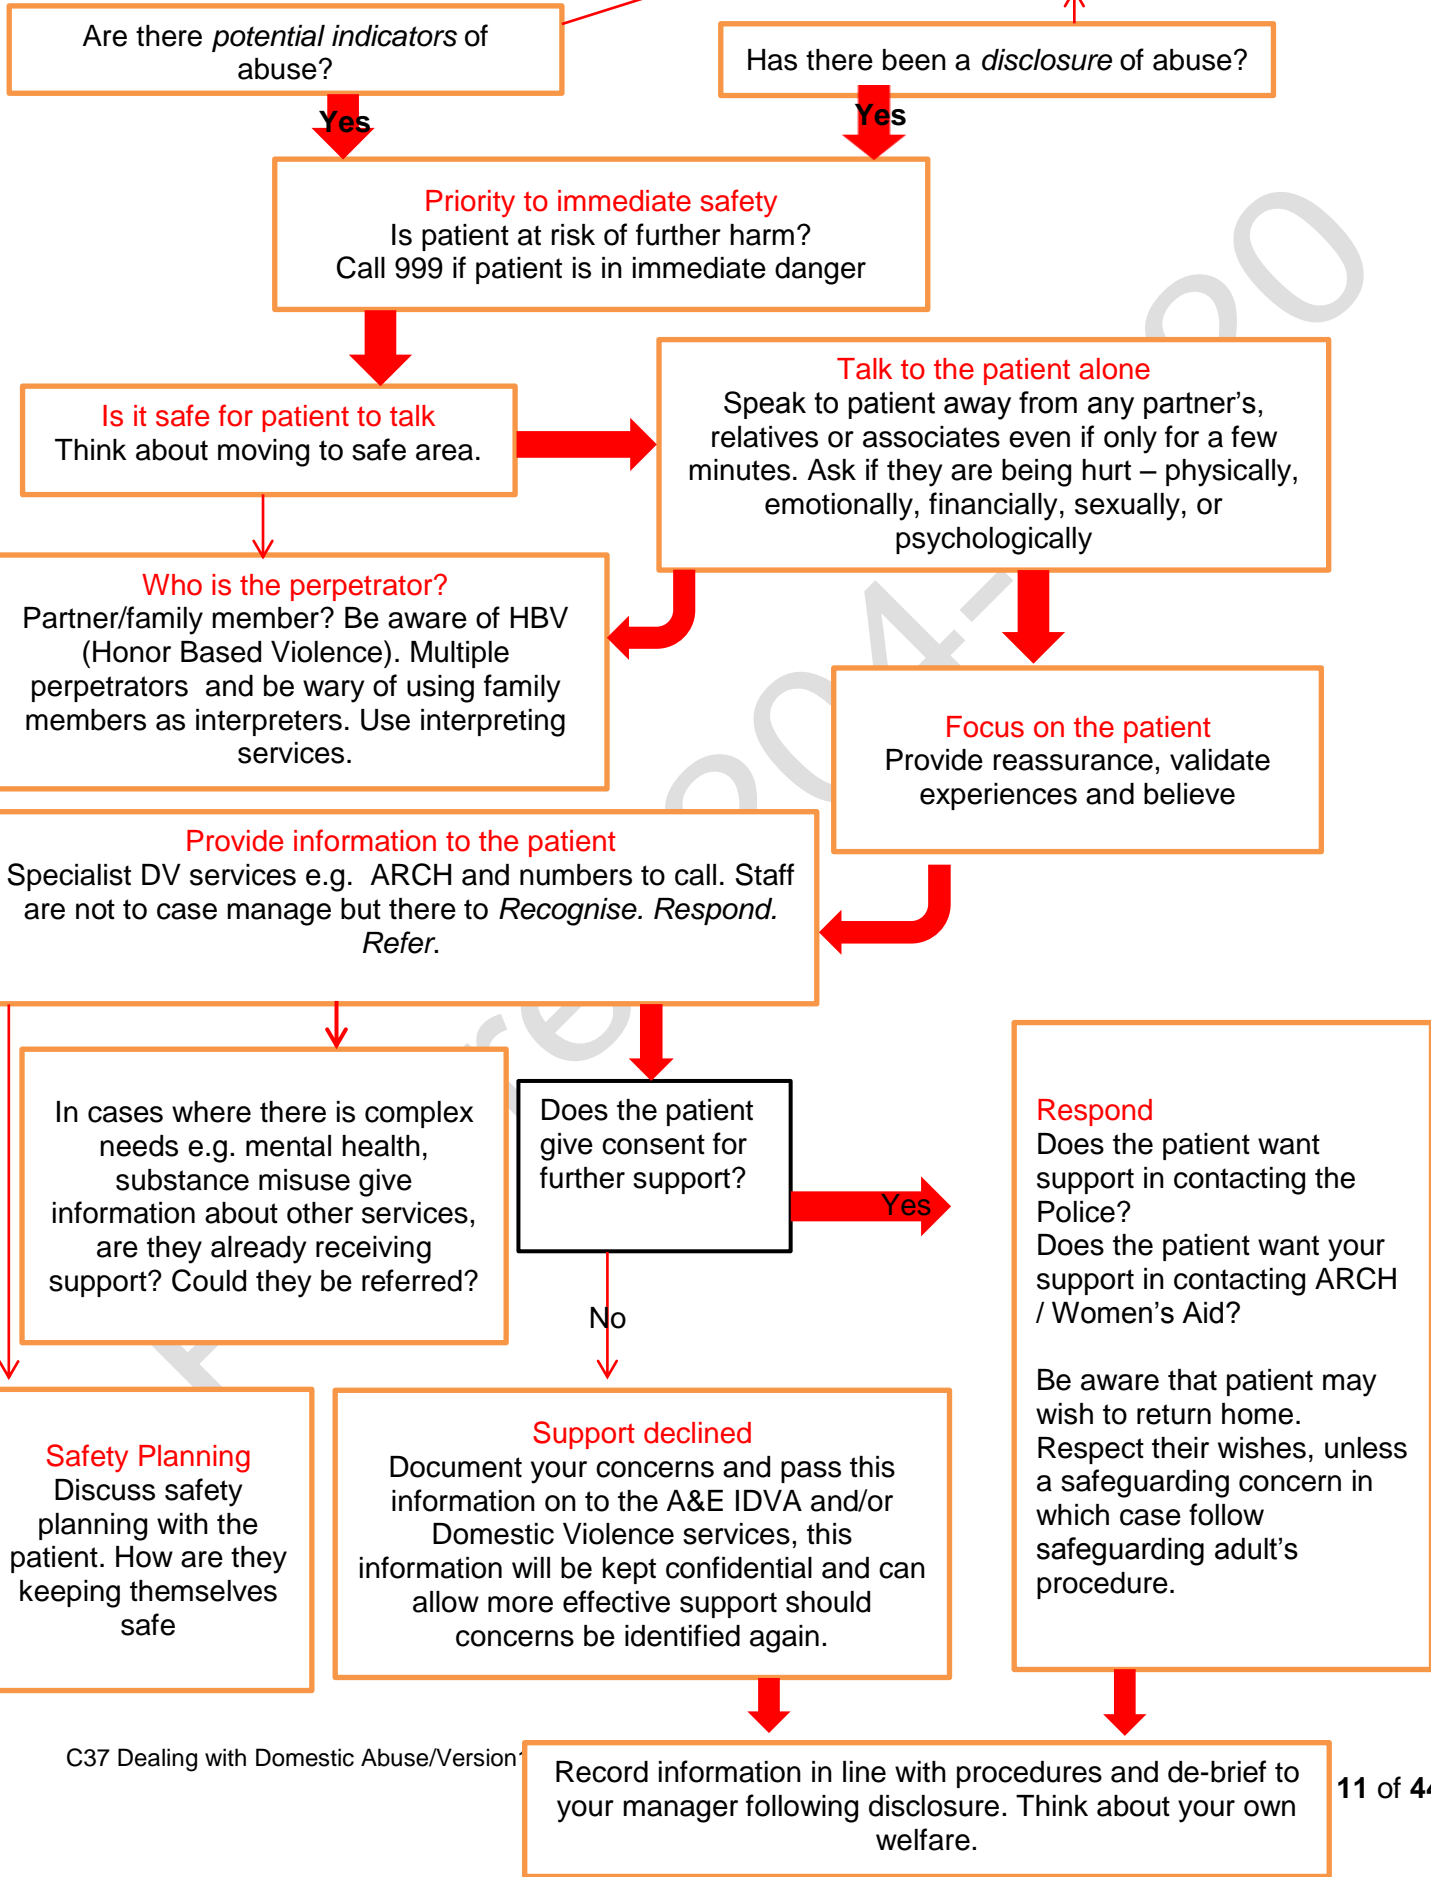 Are there potential indicators of
abuse?
Has there been a disclosure of abuse?
Yes
Yes
Priority to immediate safety
Is patient at risk of further harm?
Call 999 if patient is in immediate danger
Is it safe for patient to talk
Think about moving to safe area.
Talk to the patient alone
Speak to patient away from any partner’s,
relatives or associates even if only for a few
minutes. Ask if they are being hurt – physically,
emotionally, financially, sexually, or
psychologically
Who is the perpetrator?
Partner/family member? Be aware of HBV
(Honor Based Violence). Multiple
perpetrators and be wary of using family
members as interpreters. Use interpreting
services.
Focus on the patient
Provide reassurance, validate
experiences and believe
Provide information to the patient
Specialist DV services e.g. ARCH and numbers to call. Staff
are not to case manage but there to Recognise. Respond.
Refer.
In cases where there is complex
needs e.g. mental health,
substance misuse give
information about other services,
are they already receiving
support? Could they be referred?
Does the patient
give consent for
further support?
Yes
No
Respond
Does the patient want
support in contacting the
Police?
Does the patient want your
support in contacting ARCH
/ Women’s Aid?
Be aware that patient may
wish to return home.
Respect their wishes, unless
a safeguarding concern in
which case follow
safeguarding adult’s
procedure.
Safety Planning
Discuss safety
planning with the
patient. How are they
keeping themselves
safe
Support declined
Document your concerns and pass this
information on to the A&E IDVA and/or
Domestic Violence services, this
information will be kept confidential and can
allow more effective support should
concerns be identified again.
C37 Dealing with Domestic Abuse/Version
Record information in line with procedures and de-brief to
your manager following disclosure. Think about your own
welfare.
11 of 44